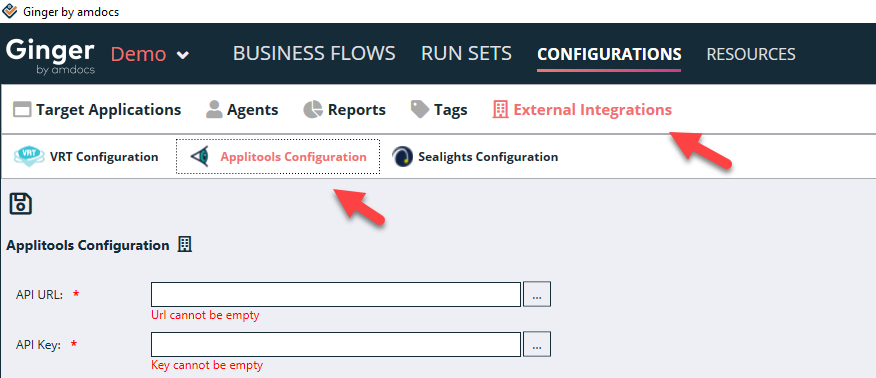 Ginger by amdocs
Ginger
by amdocs
Demo
BUSINESS FLOWS
RUN SETS
CONFIGURATIONS
RESOURCES
Target Applications
Agents
Reports
Tags
External Integrations
VRT
VRT Configuration
Applitools Configuration
Sealights Configuration
Applitools Configuration
API URL: *
...
Url cannot be empty
API Key: *
...
Key cannot be empty